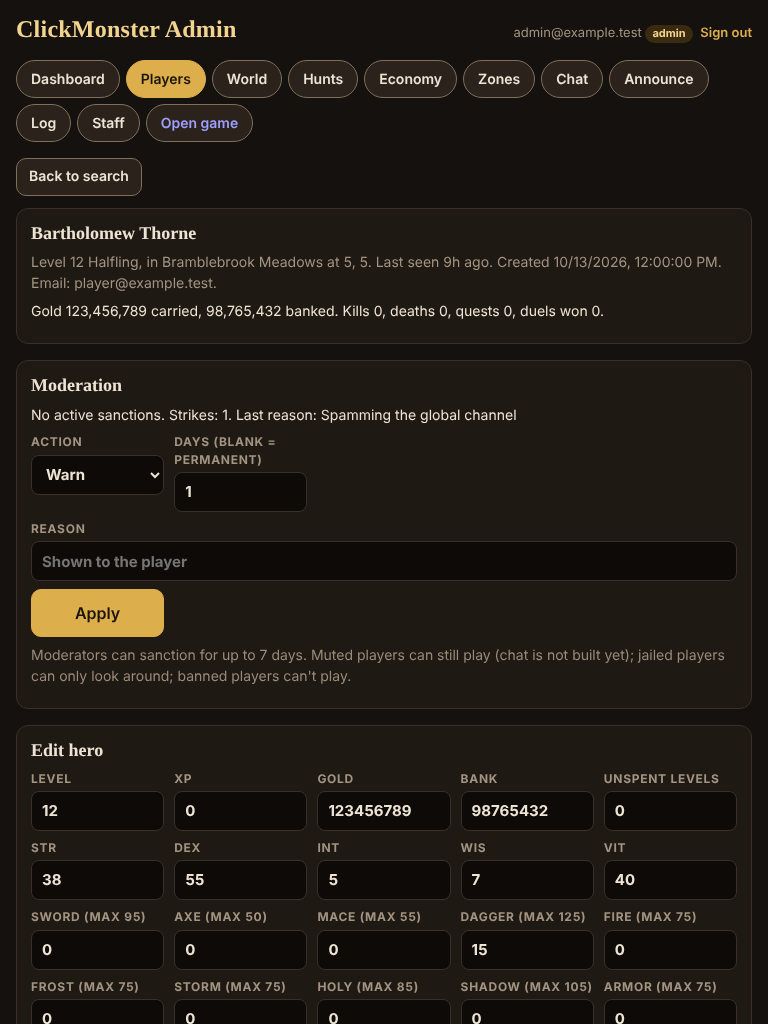 ClickMonster Admin
admin@example.test admin Sign out
Dashboard Players World Hunts Economy Zones Chat Announce
Log Staff Open game
Back to search
Bartholomew Thorne
Level 12 Halfling, in Bramblebrook Meadows at 5, 5. Last seen 9h ago. Created 10/13/2026, 12:00:00 PM.
Email: player@example.test.
Gold 123,456,789 carried, 98,765,432 banked. Kills 0, deaths 0, quests 0, duels won 0.
Moderation
No active sanctions. Strikes: 1. Last reason: Spamming the global channel
ACTION DAYS (BLANK =
PERMANENT)
Warn 1
REASON
Shown to the player
Apply
Moderators can sanction for up to 7 days. Muted players can still play (chat is not built yet); jailed players
can only look around; banned players can't play.
Edit hero
LEVEL XP GOLD BANK UNSPENT LEVELS
12 0 123456789 98765432 0
STR DEX INT WIS VIT
38 55 5 7 40
SWORD (MAX 95) AXE (MAX 50) MACE (MAX 55) DAGGER (MAX 125) FIRE (MAX 75)
0 0 0 15 0
FROST (MAX 75) STORM (MAX 75) HOLY (MAX 85) SHADOW (MAX 105) ARMOR (MAX 75)
0 0 0 0 0